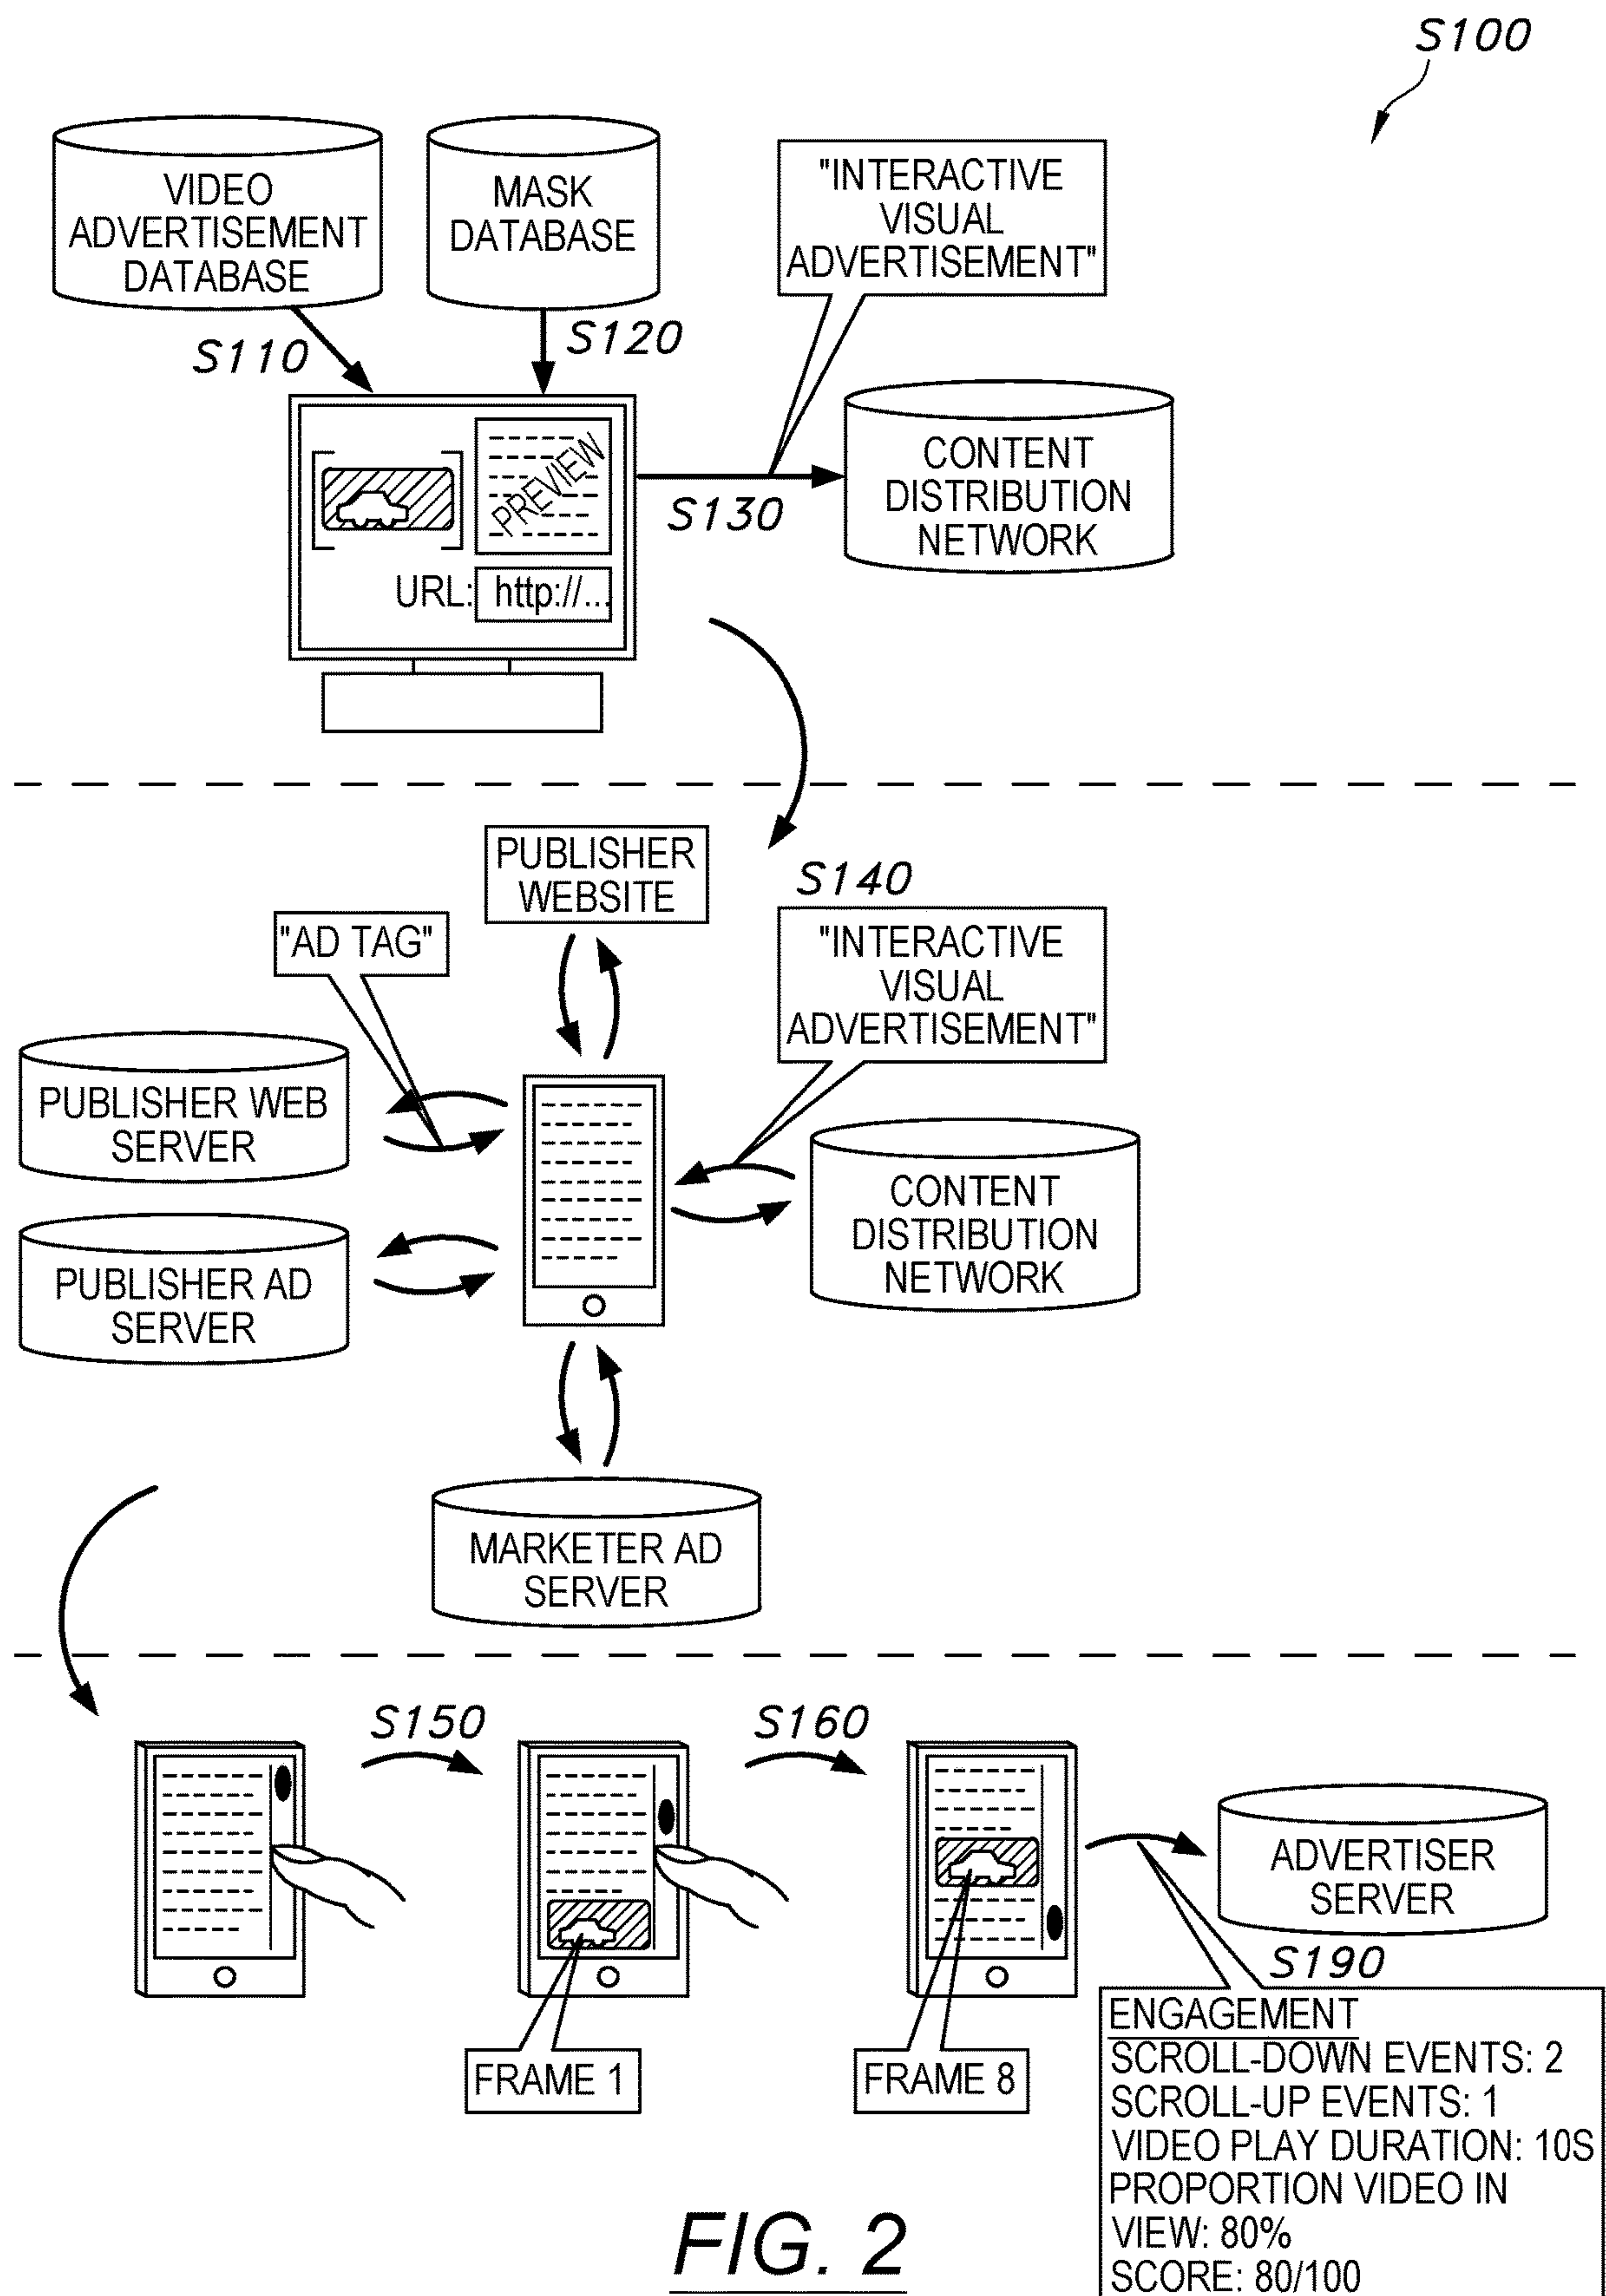 S100
VIDEO
ADVERTISEMENT
DATABASE
MASK
DATABASE
"INTERACTIVE
VISUAL
ADVERTISEMENT"
S110
S120
PREVIEW
URL: http://...
S130
CONTENT
DISTRIBUTION
NETWORK
PUBLISHER
WEBSITE
S140
"AD TAG"
"INTERACTIVE
VISUAL
ADVERTISEMENT"
PUBLISHER WEB
SERVER
CONTENT
DISTRIBUTION
NETWORK
PUBLISHER AD
SERVER
MARKETER AD
SERVER
S150
S160
ADVERTISER
SERVER
S190
FRAME 1
FRAME 8
ENGAGEMENT
SCROLL-DOWN EVENTS: 2
SCROLL-UP EVENTS: 1
VIDEO PLAY DURATION: 10S
PROPORTION VIDEO IN
VIEW: 80%
SCORE: 80/100
FIG. 2